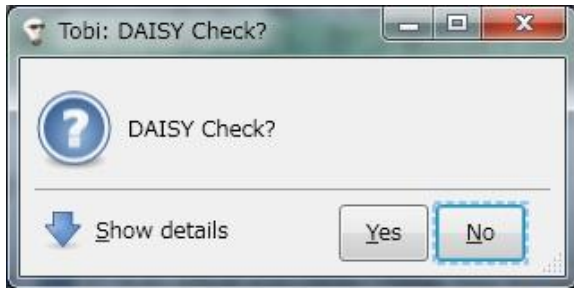 Tobi: DAISY Check?
DAISY Check?
Show details
Yes
No